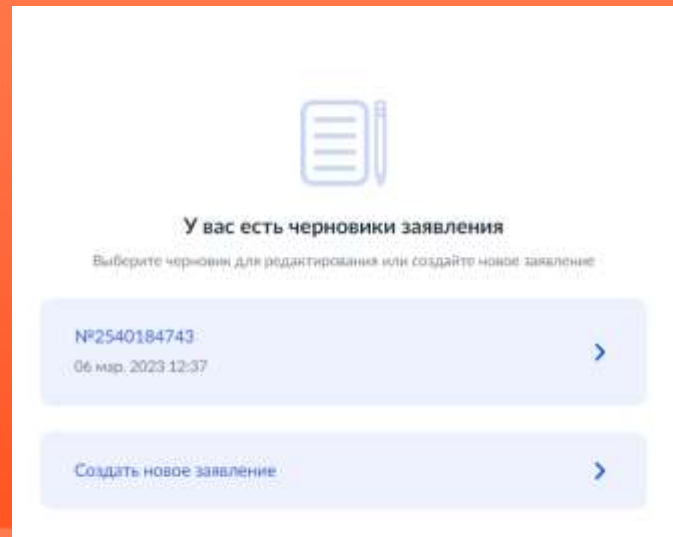 У вас есть черновики заявления
Выберите черновик для редактирования или создайте новое заявление
№2540184743
06 мар. 2023 12:37
Создать новое заявление